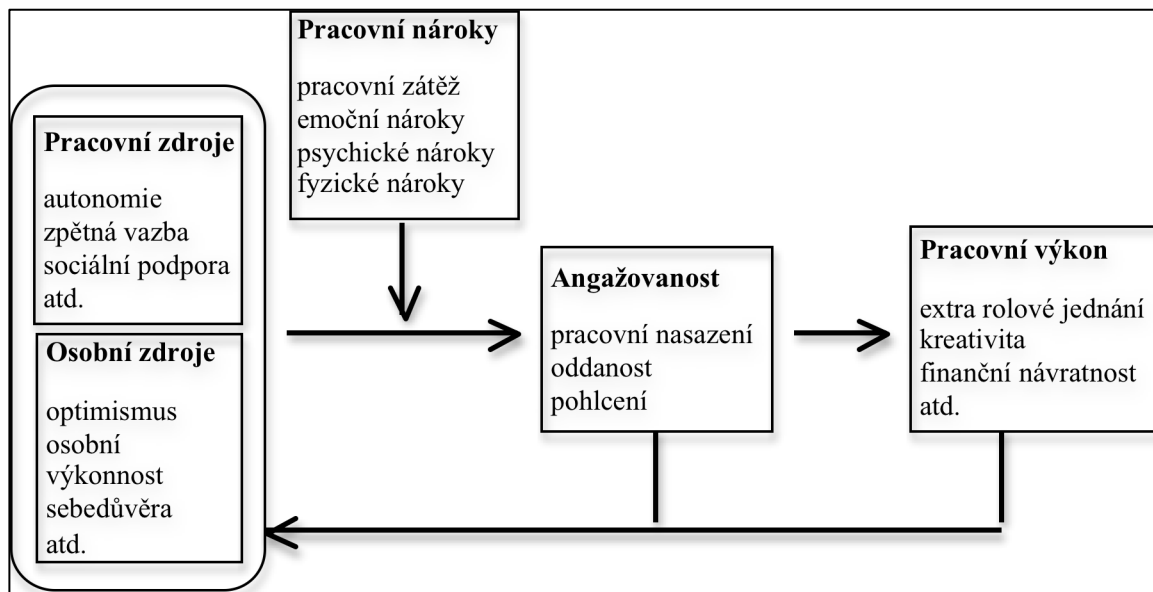 Pracovní nároky
pracovní zátěž
emoční nároky
psychické nároky
fyzické nároky
Pracovní zdroje
autonomie
zpětná vazba
sociální podpora
atd.
Osobní zdroje
optimismus
osobní
výkonnost
sebedůvěra
atd.
Angažovanost
pracovní nasazení
oddanost
pohlcení
Pracovní výkon
extra rolové jednání
kreativita
finanční návratnost
atd.